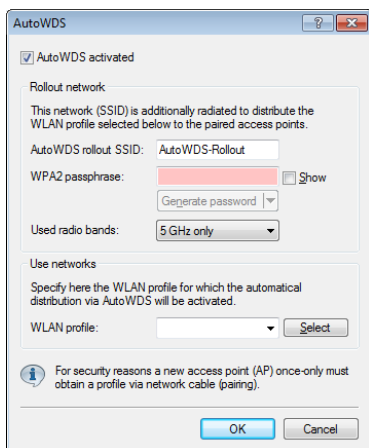 AutoWDS
AutoWDS activated
Rollout network
This network (SSID) is additionally radiated to distribute the
WLAN profile selected below to the paired access points.
AutoWDS rollout SSID: AutoWDS-Rollout
WPA2 passphrase: Show
Generate password
Used radio bands: 5 GHz only
Use networks
Specify here the WLAN profile for which the automatical
distribution via AutoWDS will be activated.
WLAN profile: Select
For security reasons a new access point (AP) once-only must
obtain a profile via network cable (pairing).
OK Cancel